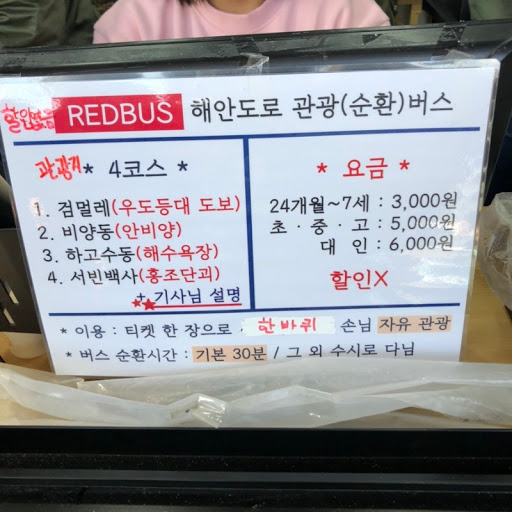 할인없음 REDBUS 해안도로 관광(순환)버스
관광지 * 4코스 *
1. 검멀레(우도등대 도보)
2. 비양동(안비양)
3. 하고수동(해수욕장)
4. 서빈백사(홍조단괴)
★★ + 기사님 설명
* 요금 *
24개월~7세 : 3,000원
초·중·고 : 5,000원
대 인 : 6,000원
할인X
* 이용 : 티켓 한 장으로 한바퀴 손님 자유 관광
* 버스 순환시간 : 기본 30분 / 그 외 수시로 다님